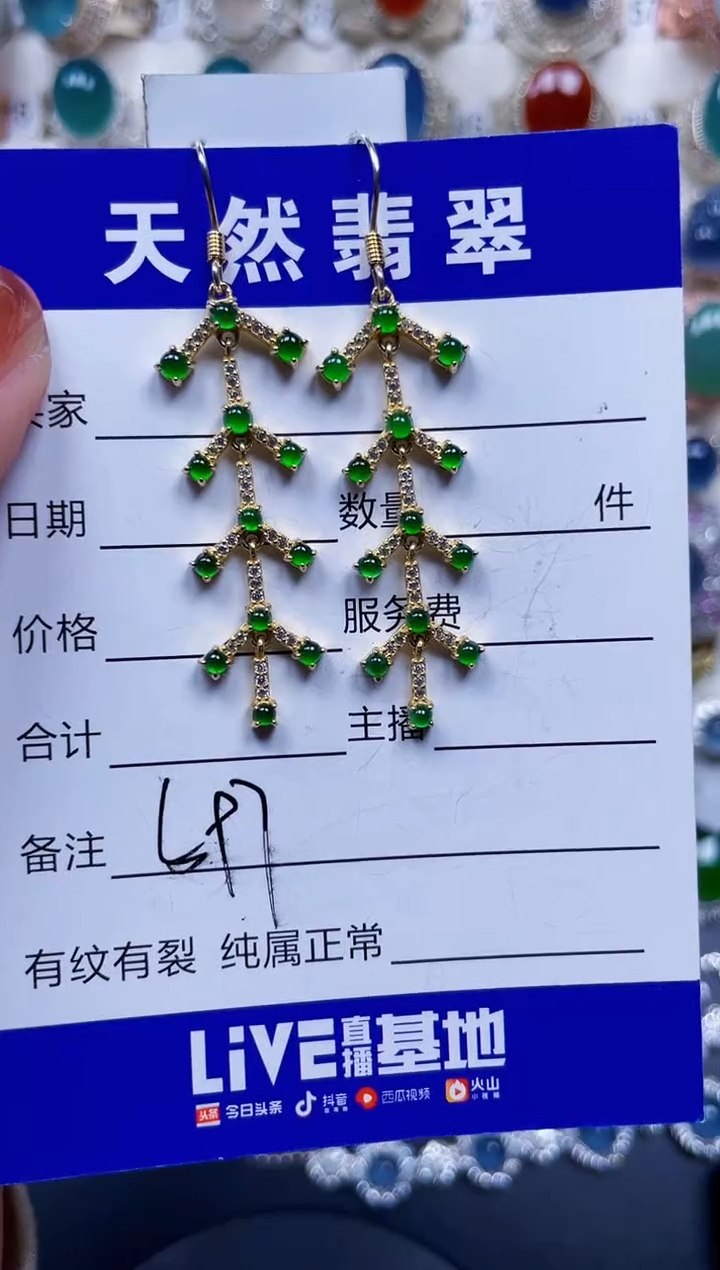 天然翡翠
家
日期 数量 件
价格 服务费
合计 主播
备注
有纹有裂 纯属正常
LiVE直播基地
头条 今日头条 抖音 西瓜视频 火山